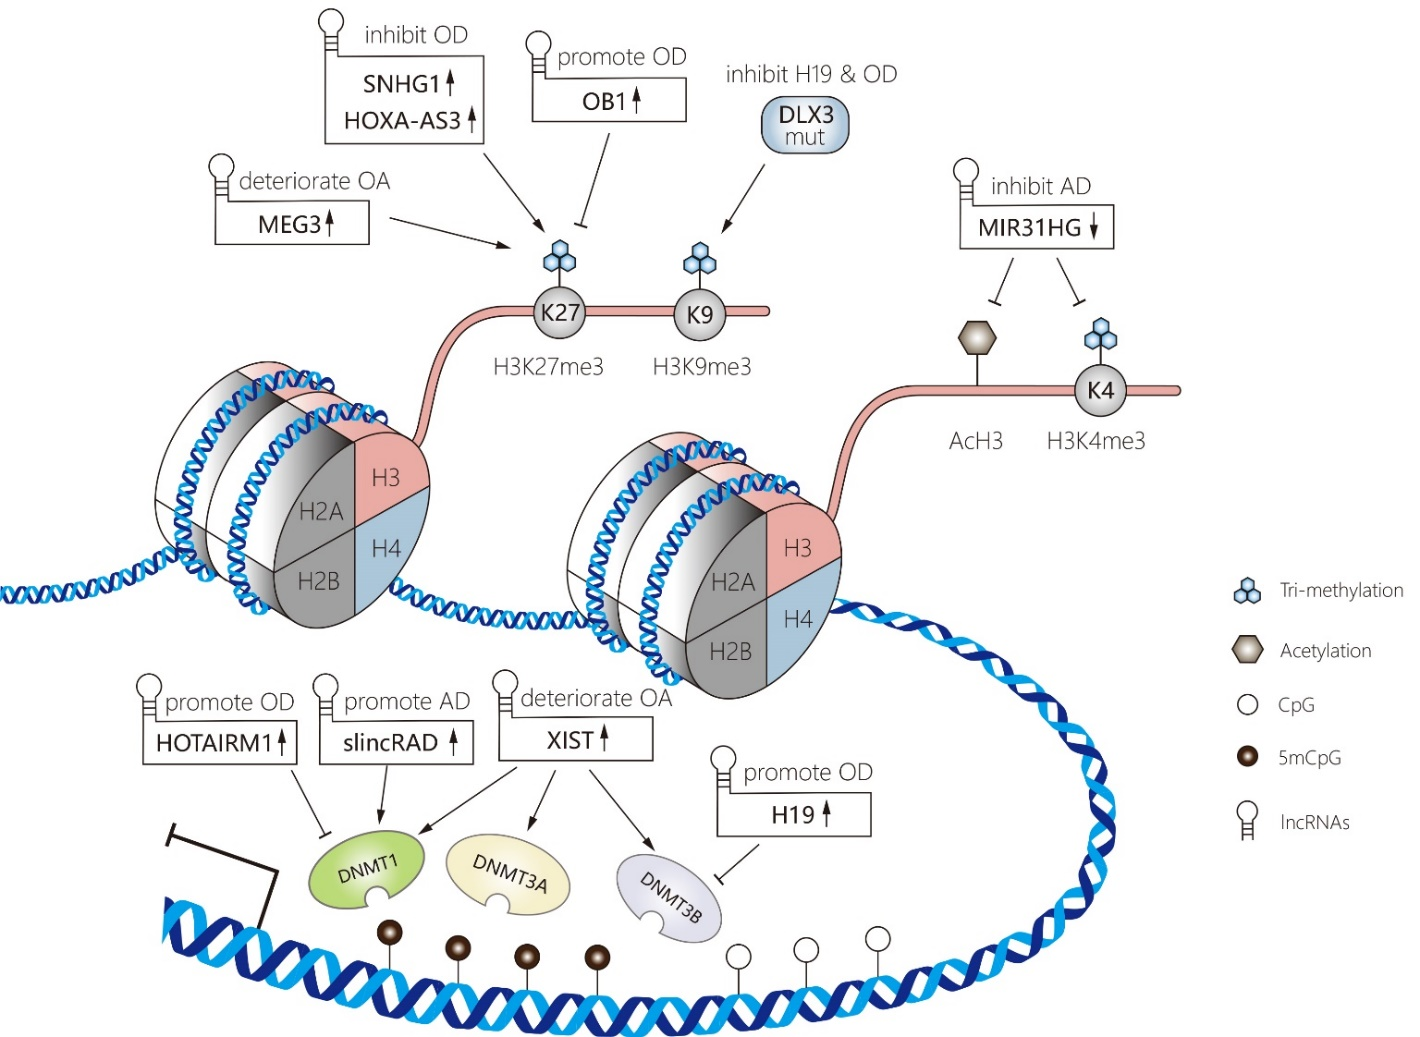 inhibit OD
SNHG1
HOXA-AS3
promote OD
OB1
inhibit H19 & OD
DLX3
mut
deteriorate OA
MEG3
inhibit AD
MIR31HG
K27
K9
H3K27me3
H3K9me3
K4
AcH3
H3K4me3
H3
H2A
H4
H2B
H3
H2A
H4
H2B
Tri-methylation
Acetylation
CpG
5mCpG
lncRNAs
promote OD
HOTAIRM1
promote AD
slincRAD
deteriorate OA
XIST
promote OD
H19
DNMT1
DNMT3A
DNMT3B